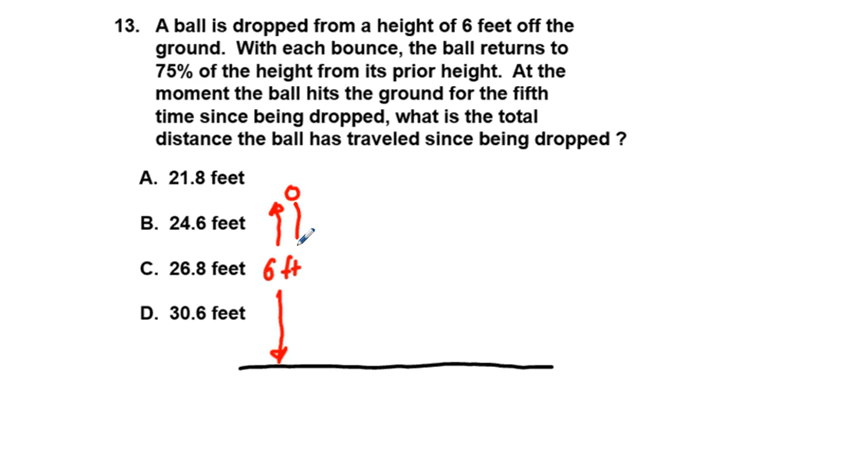 13. A ball is dropped from a height of 6 feet off the
ground. With each bounce, the ball returns to
75% of the height from its prior height. At the
moment the ball hits the ground for the fifth
time since being dropped, what is the total
distance the ball has traveled since being dropped ?
A. 21.8 feet
B. 24.6 feet
C. 26.8 feet
6 ft
D. 30.6 feet